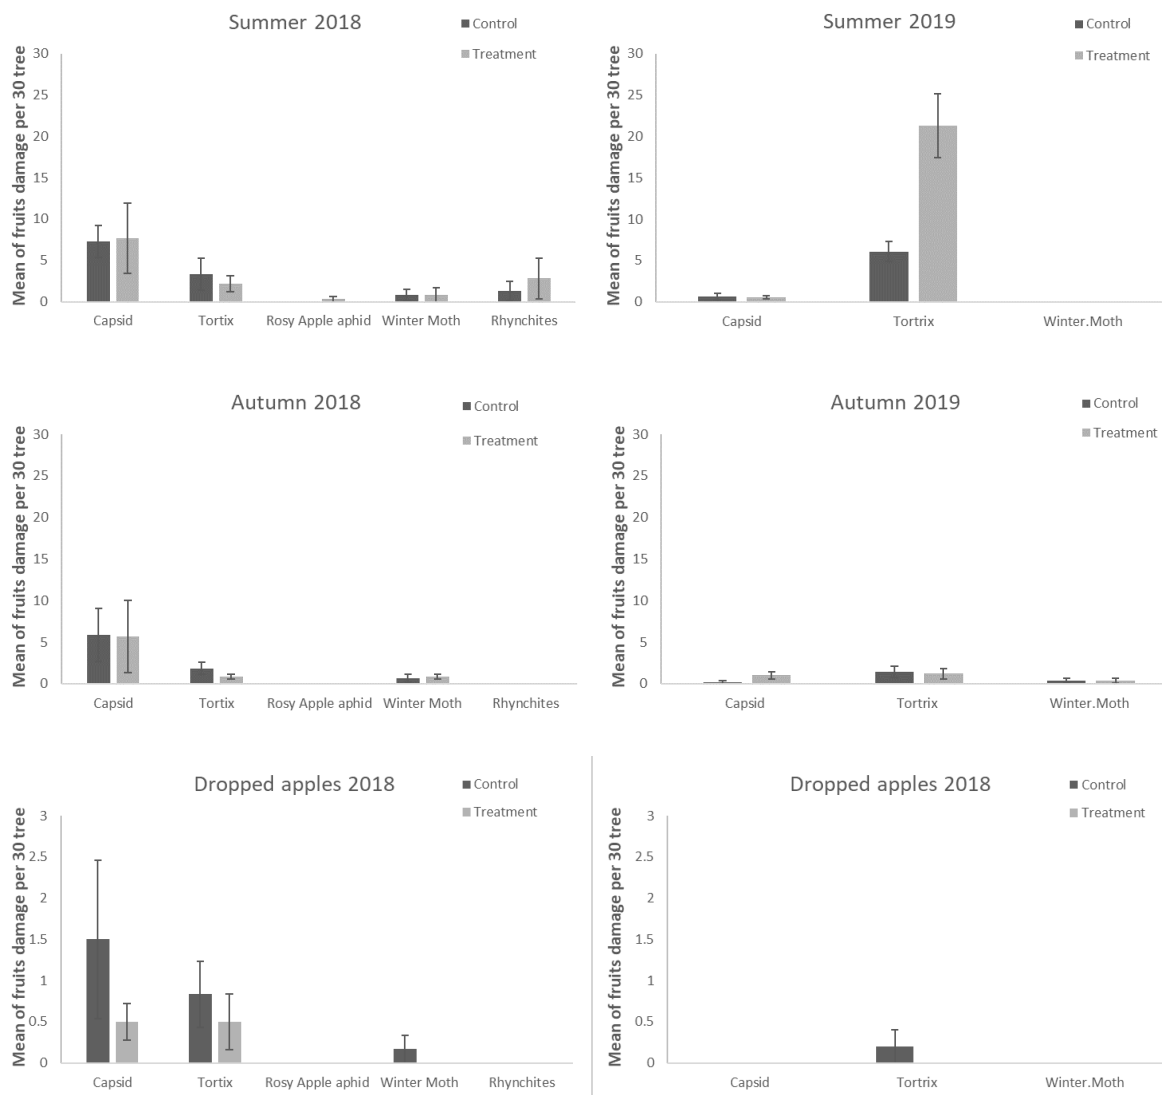 Summer 2018
Control
Treatment
Mean of fruits damage per 30 tree
30
25
20
15
10
5
0
Capsid Tortix Rosy Apple aphid Winter Moth Rhynchites
Summer 2019
Control
Treatment
Mean of fruits damage per 30 tree
30
25
20
15
10
5
0
Capsid Tortrix Winter.Moth
Autumn 2018
Control
Treatment
Mean of fruits damage per 30 tree
30
25
20
15
10
5
0
Capsid Tortix Rosy Apple aphid Winter Moth Rhynchites
Autumn 2019
Control
Treatment
Mean of fruits damage per 30 tree
30
25
20
15
10
5
0
Capsid Tortrix Winter.Moth
Dropped apples 2018
Control
Treatment
Mean of fruits damage per 30 tree
3
2.5
2
1.5
1
0.5
0
Capsid Tortix Rosy Apple aphid Winter Moth Rhynchites
Dropped apples 2018
Control
Treatment
Mean of fruits damage per 30 tree
3
2.5
2
1.5
1
0.5
0
Capsid Tortrix Winter.Moth